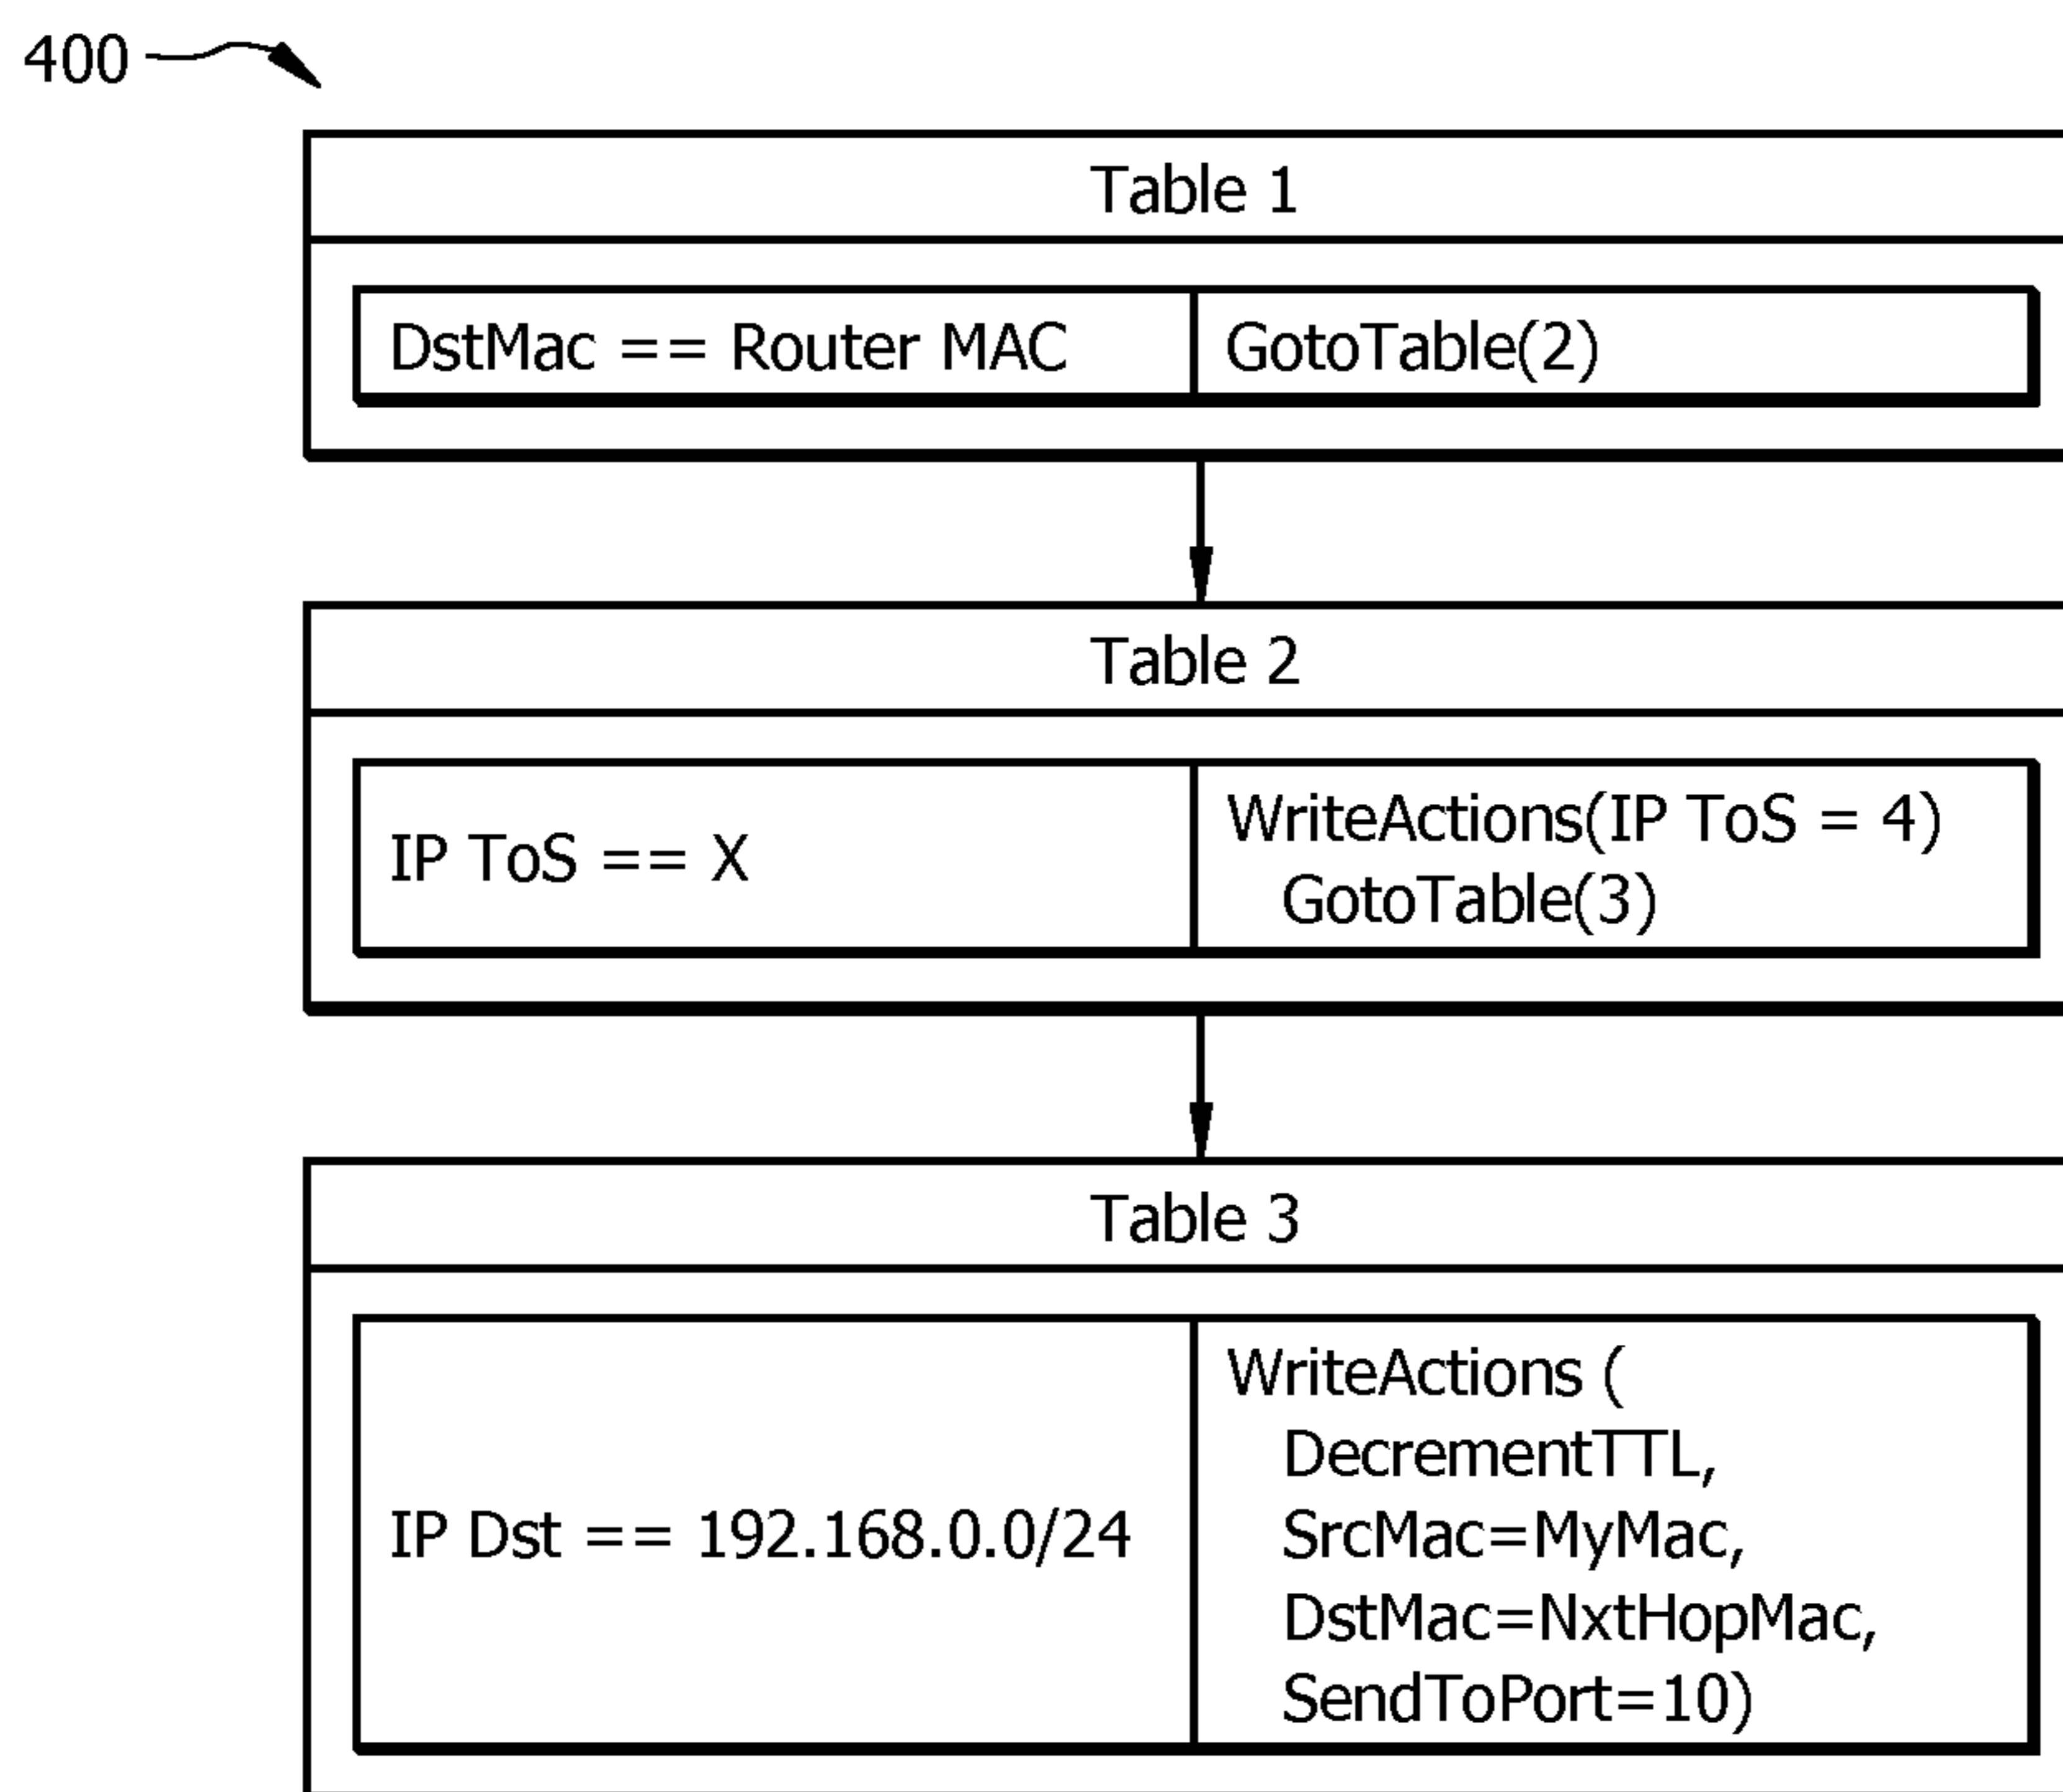 400
Table 1
DstMac == Router MAC
GotoTable(2)
Table 2
IP ToS == X
WriteActions(IP ToS = 4)
GotoTable(3)
Table 3
IP Dst == 192.168.0.0/24
WriteActions (
DecrementTTL,
SrcMac=MyMac,
DstMac=NxtHopMac,
SendToPort=10)